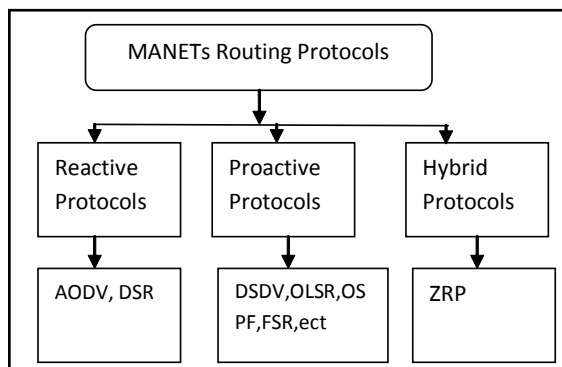 MANETs Routing Protocols
Reactive
Protocols
Proactive
Protocols
Hybrid
Protocols
AODV, DSR
DSDV,OLSR,OS
PF,FSR,ect
ZRP